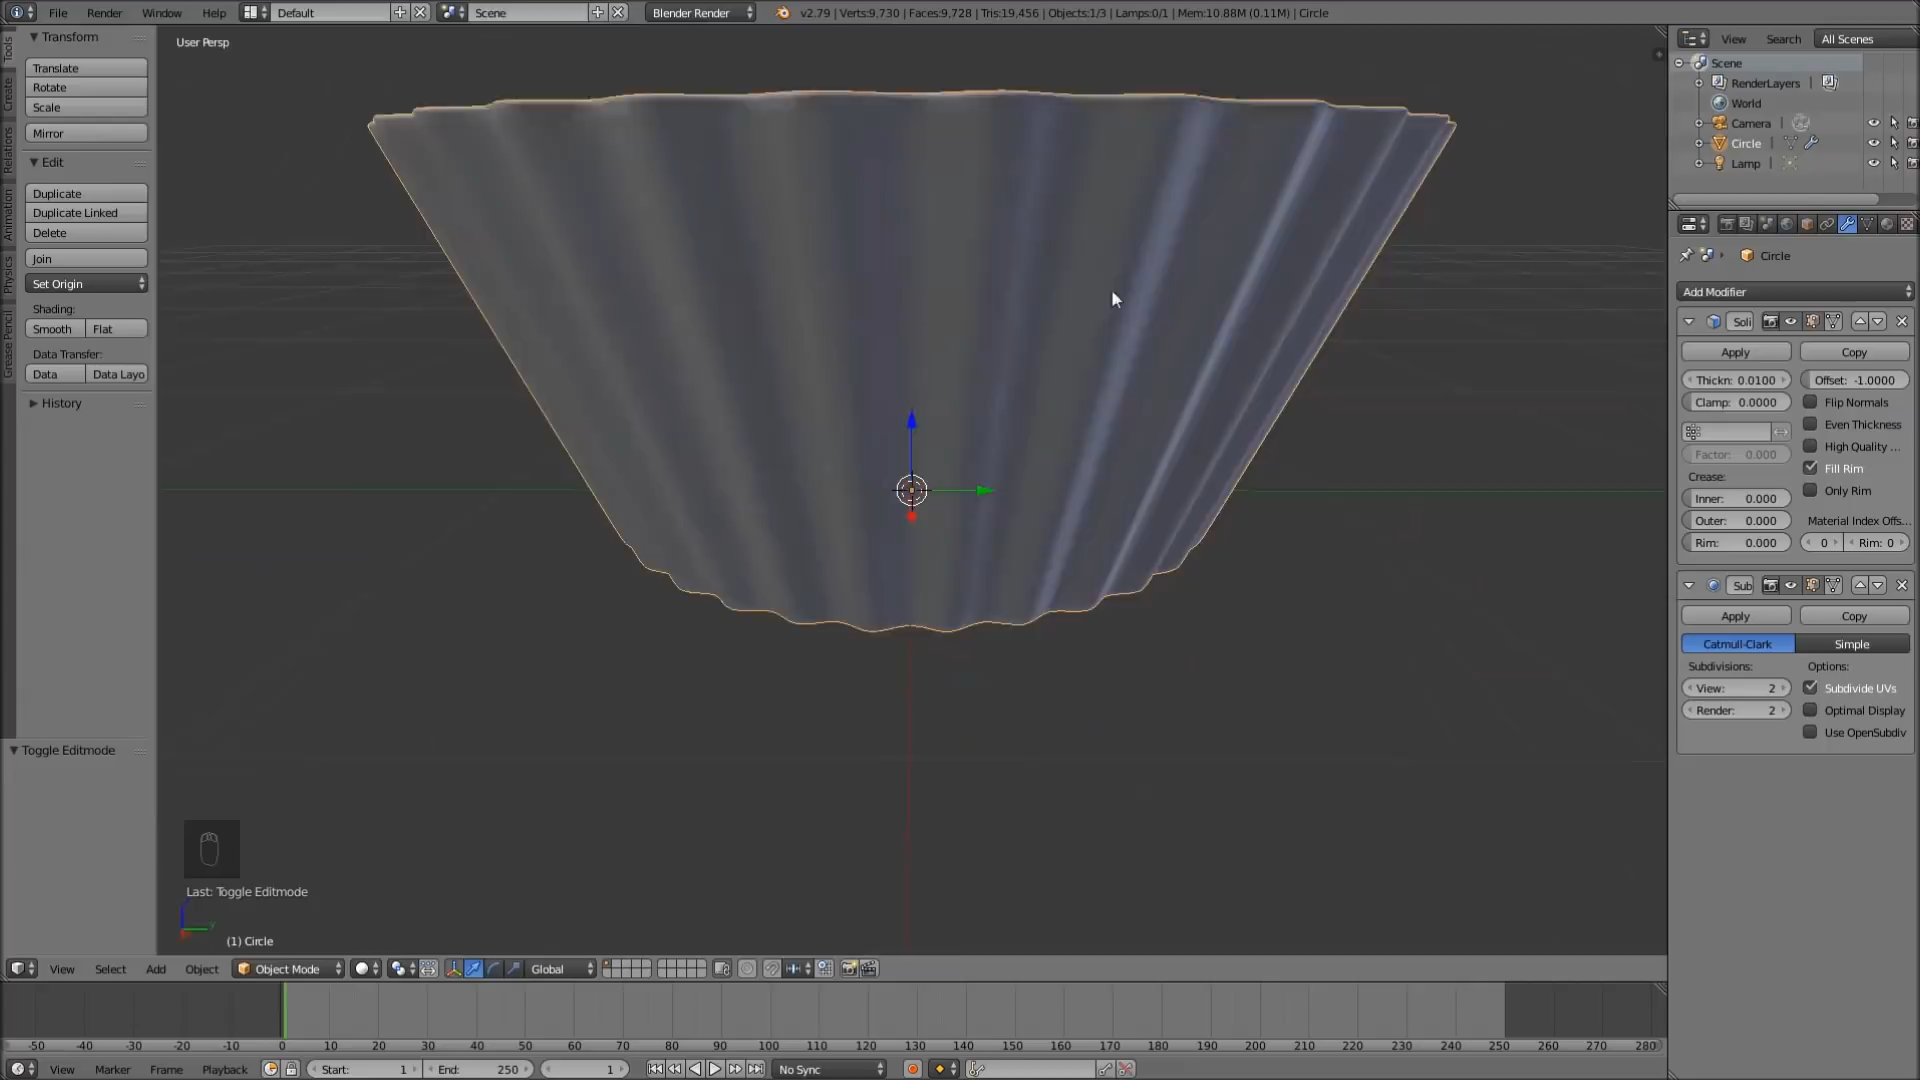 File Render Window Help Default Scene Blender Render v2.79 | Verts:9,730 | Faces:9,728 | Tris:19,456 | Objects:1/3 | Lamps:0/1 | Mem:10.88M (0.11M) | Circle
User Persp
Tools
Create
Relations
Animation
Physics
Grease Pencil
Transform
Translate
Rotate
Scale
Mirror
Edit
Duplicate
Duplicate Linked
Delete
Join
Set Origin
Shading:
Smooth Flat
Data Transfer:
Data Data Layo
History
Toggle Editmode
Last: Toggle Editmode
(1) Circle
View Search All Scenes
Scene
RenderLayers
World
Camera
Circle
Lamp
Circle
Add Modifier
Soli
Apply Copy
Thickn: 0.0100 Offset: -1.0000
Clamp: 0.0000 Flip Normals
Even Thickness
High Quality ...
Factor: 0.000
Fill Rim
Crease:
Only Rim
Inner: 0.000
Outer: 0.000 Material Index Offs...
Rim: 0.000 0 Rim: 0
Sub
Apply Copy
Catmull-Clark Simple
Subdivisions: Options:
View: 2 Subdivide UVs
Render: 2 Optimal Display
Use OpenSubdiv
View Select Add Object Object Mode Global
-50 -40 -30 -20 -10 0 10 20 30 40 50 60 70 80 90 100 110 120 130 140 150 160 170 180 190 200 210 220 230 240 250 260 270 280
View Marker Frame Playback Start: 1 End: 250 1 No Sync